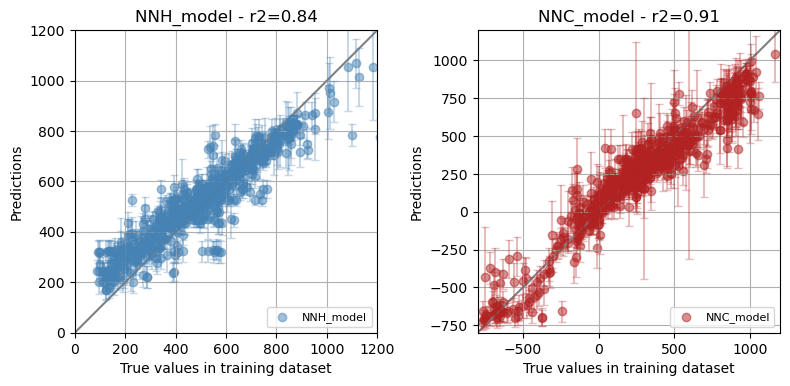 NNH_model - r2=0.84
1200
1000
800
600
400
200
0
0 200 400 600 800 1000 1200
Predictions
True values in training dataset
NNH_model
NNC_model - r2=0.91
1000
750
500
250
0
−250
−500
−750
−500 0 500 1000
Predictions
True values in training dataset
NNC_model